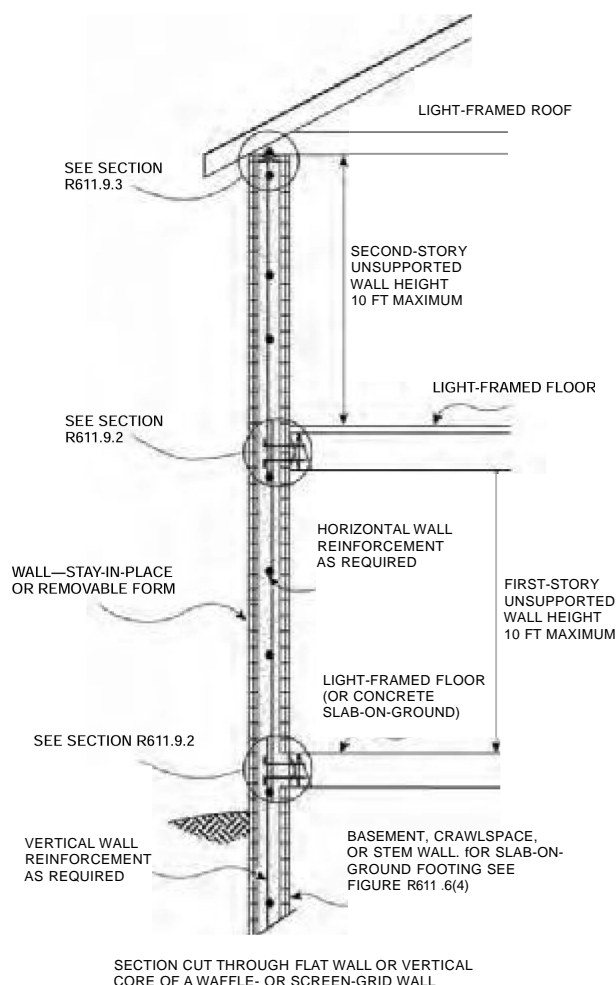 LIGHT-FRAMED ROOF
SEE SECTION
R611.9.3
SECOND-STORY
UNSUPPORTED
WALL HEIGHT
10 FT MAXIMUM
LIGHT-FRAMED FLOOR
SEE SECTION
R611.9.2
HORIZONTAL WALL
REINFORCEMENT
AS REQUIRED
WALL—STAY-IN-PLACE
OR REMOVABLE FORM
FIRST-STORY
UNSUPPORTED
WALL HEIGHT
10 FT MAXIMUM
LIGHT-FRAMED FLOOR
(OR CONCRETE
SLAB-ON-GROUND)
SEE SECTION R611.9.2
VERTICAL WALL
REINFORCEMENT
AS REQUIRED
BASEMENT, CRAWLSPACE,
OR STEM WALL. fOR SLAB-ON-
GROUND FOOTING SEE
FIGURE R611 .6(4)
SECTION CUT THROUGH FLAT WALL OR VERTICAL
CORE OF A WAFFLE- OR SCREEN-GRID WALL